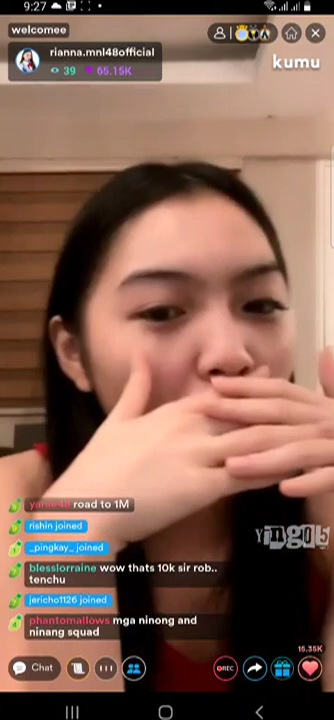 9:27
welcomee
rianna.mnl48official
39 65.15K
kumu
yanie48 road to 1M
rishin joined
_pingkay_ joined
blesslorraine wow thats 10k sir rob..
tenchu
jericho1126 joined
phantomallows mga ninong and
ninang squad
15.35K
Chat
REC